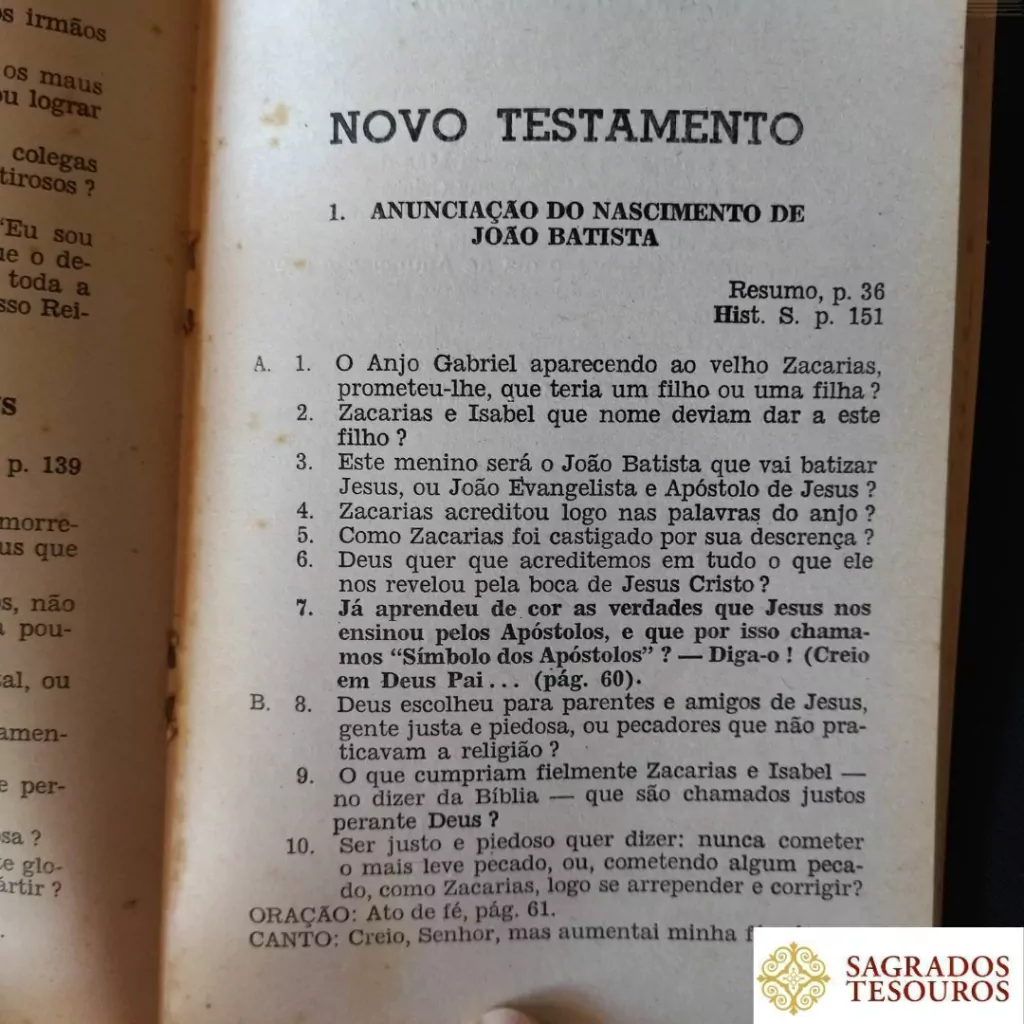 s irmãos
os maus
ou lograr
colegas
tirosos ?
"Eu sou
ue o de-
toda a
sso Rei-
p. 139
morre-
us que
s, não
pou-
al, ou
amen-
e per-
sa ?
e glo-
ártir ?
NOVO TESTAMENTO
1. ANUNCIAÇÃO DO NASCIMENTO DE
JOÃO BATISTA
Resumo, p. 36
Hist. S. p. 151
A. 1. O Anjo Gabriel aparecendo ao velho Zacarias,
prometeu-lhe, que teria um filho ou uma filha ?
2. Zacarias e Isabel que nome deviam dar a este
filho ?
3. Este menino será o João Batista que vai batizar
Jesus, ou João Evangelista e Apóstolo de Jesus ?
4. Zacarias acreditou logo nas palavras do anjo ?
5. Como Zacarias foi castigado por sua descrença ?
6. Deus quer que acreditemos em tudo o que ele
nos revelou pela boca de Jesus Cristo ?
7. Já aprendeu de cor as verdades que Jesus nos
ensinou pelos Apóstolos, e que por isso chama-
mos "Símbolo dos Apóstolos" ? — Diga-o ! (Creio
em Deus Pai... (pág. 60).
B. 8. Deus escolheu para parentes e amigos de Jesus,
gente justa e piedosa, ou pecadores que não pra-
ticavam a religião ?
9. O que cumpriam fielmente Zacarias e Isabel —
no dizer da Bíblia — que são chamados justos
perante Deus ?
10. Ser justo e piedoso quer dizer: nunca cometer
o mais leve pecado, ou, cometendo algum peca-
do, como Zacarias, logo se arrepender e corrigir?
ORAÇÃO: Ato de fé, pág. 61.
CANTO: Creio, Senhor, mas aumentai minha
SAGRADOS
TESOUROS